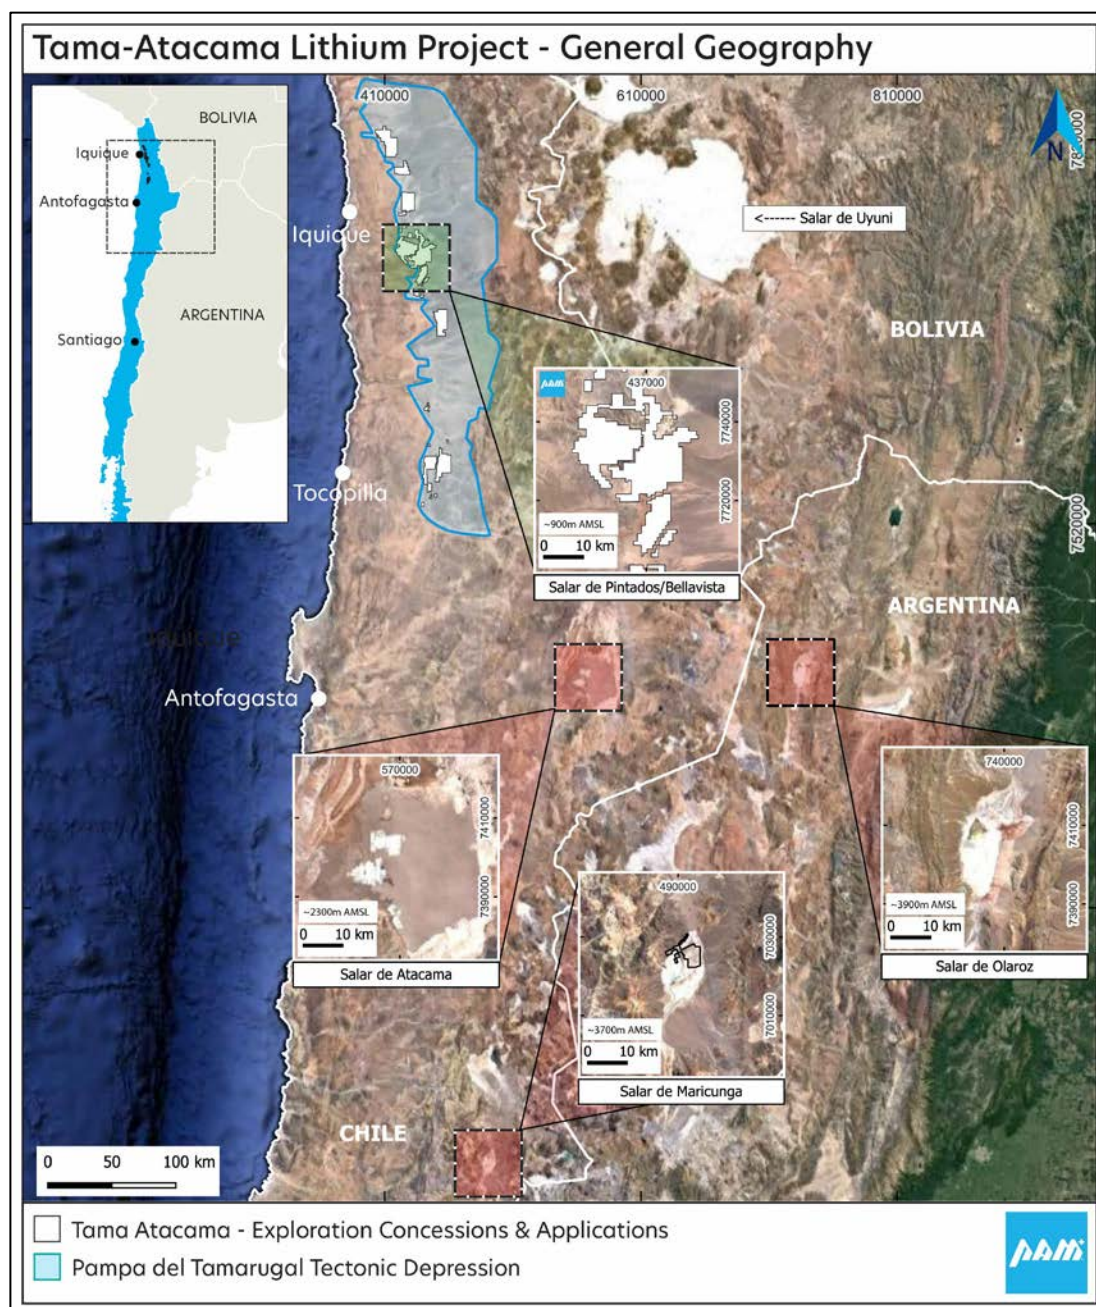 Tama-Atacama Lithium Project - General Geography
410000
610000
810000
BOLIVIA
Iquique
Antofagasta
ARGENTINA
Santiago
N
<------ Salar de Uyuni
Iquique
BOLIVIA
437000
7740000
7720000
PAM
~900m AMSL
0 10 km
Salar de Pintados/Bellavista
Tocopilla
7520000
ARGENTINA
Antofagasta
570000
7410000
7390000
~2300m AMSL
0 10 km
Salar de Atacama
740000
7410000
7390000
~3900m AMSL
0 10 km
Salar de Olaroz
490000
7030000
7010000
~3700m AMSL
0 10 km
Salar de Maricunga
CHILE
0 50 100 km
Tama Atacama - Exploration Concessions & Applications
Pampa del Tamarugal Tectonic Depression
PAM